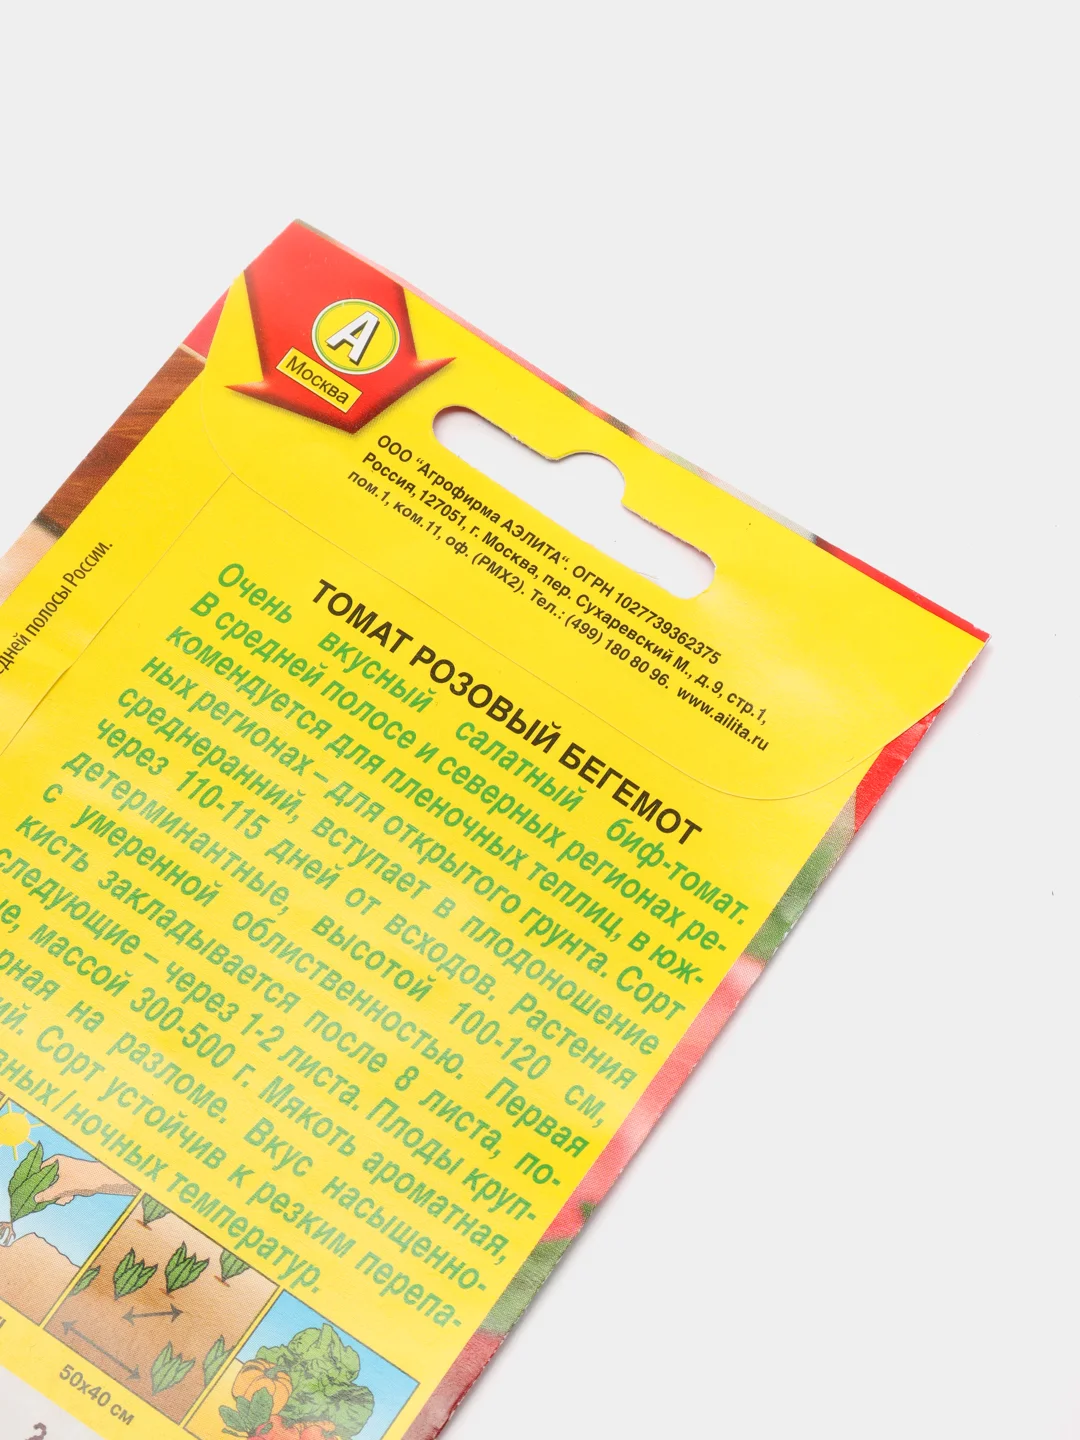 А
Москва
ООО "Агрофирма АЭЛИТА". ОГРН 1027739362375
Россия, 127051, г. Москва, пер. Сухаревский М., д. 9, стр.1,
пом.1, ком.11, оф. (РМХ2). Тел.: (499) 180 80 96. www.ailita.ru
полосы России.
ТОМАТ РОЗОВЫЙ БЕГЕМОТ
Очень вкусный салатный биф-томат.
В средней полосе и северных регионах ре-
комендуется для пленочных теплиц, в юж-
ных регионах – для открытого грунта. Сорт
среднеранний, вступает в плодоношение
через 110-115 дней от всходов. Растения
детерминантные, высотой 100-120 см,
с умеренной облиственностью. Первая
кисть закладывается после 8 листа, по-
следующие – через 1-2 листа. Плоды круп-
массой 300-500 г. Мякоть ароматная,
на разломе. Вкус насыщенно-
Сорт устойчив к резким перепа-
/ночных температур.
50х40 см